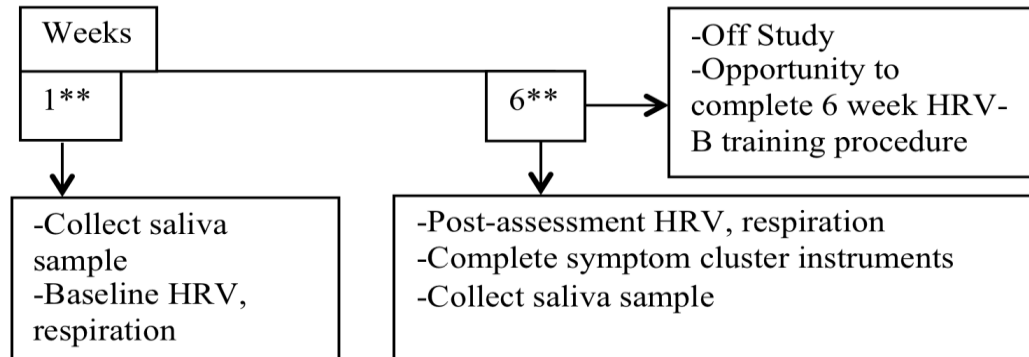 Weeks
1**
6**
-Off Study
-Opportunity to
complete 6 week HRV-
B training procedure
-Collect saliva
sample
-Baseline HRV,
respiration
-Post-assessment HRV, respiration
-Complete symptom cluster instruments
-Collect saliva sample